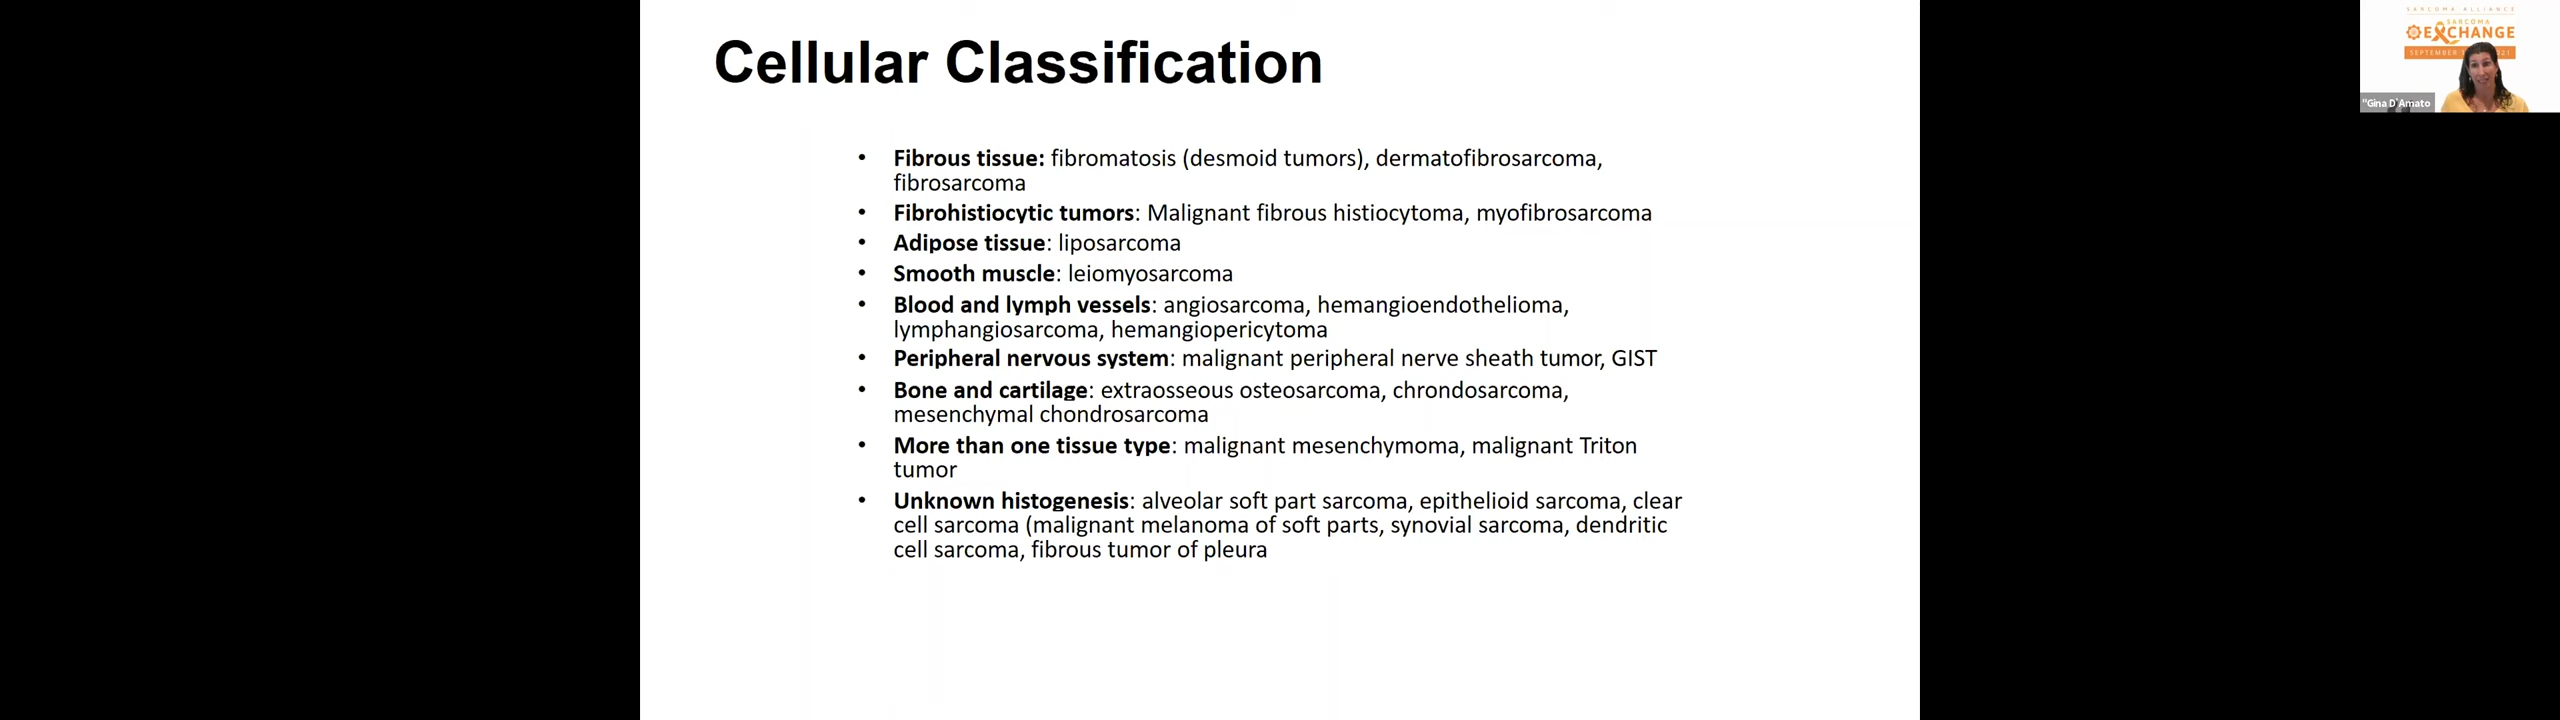 Cellular Classification
• Fibrous tissue: fibromatosis (desmoid tumors), dermatofibrosarcoma,
fibrosarcoma
• Fibrohistiocytic tumors: Malignant fibrous histiocytoma, myofibrosarcoma
• Adipose tissue: liposarcoma
• Smooth muscle: leiomyosarcoma
• Blood and lymph vessels: angiosarcoma, hemangioendothelioma,
lymphangiosarcoma, hemangiopericytoma
• Peripheral nervous system: malignant peripheral nerve sheath tumor, GIST
• Bone and cartilage: extraosseous osteosarcoma, chrondosarcoma,
mesenchymal chondrosarcoma
• More than one tissue type: malignant mesenchymoma, malignant Triton
tumor
• Unknown histogenesis: alveolar soft part sarcoma, epithelioid sarcoma, clear
cell sarcoma (malignant melanoma of soft parts, synovial sarcoma, dendritic
cell sarcoma, fibrous tumor of pleura
SARCOMA ALLIANCE
SARCOMA
EXCHANGE
SEPTEMBER
"Gina D'Amato